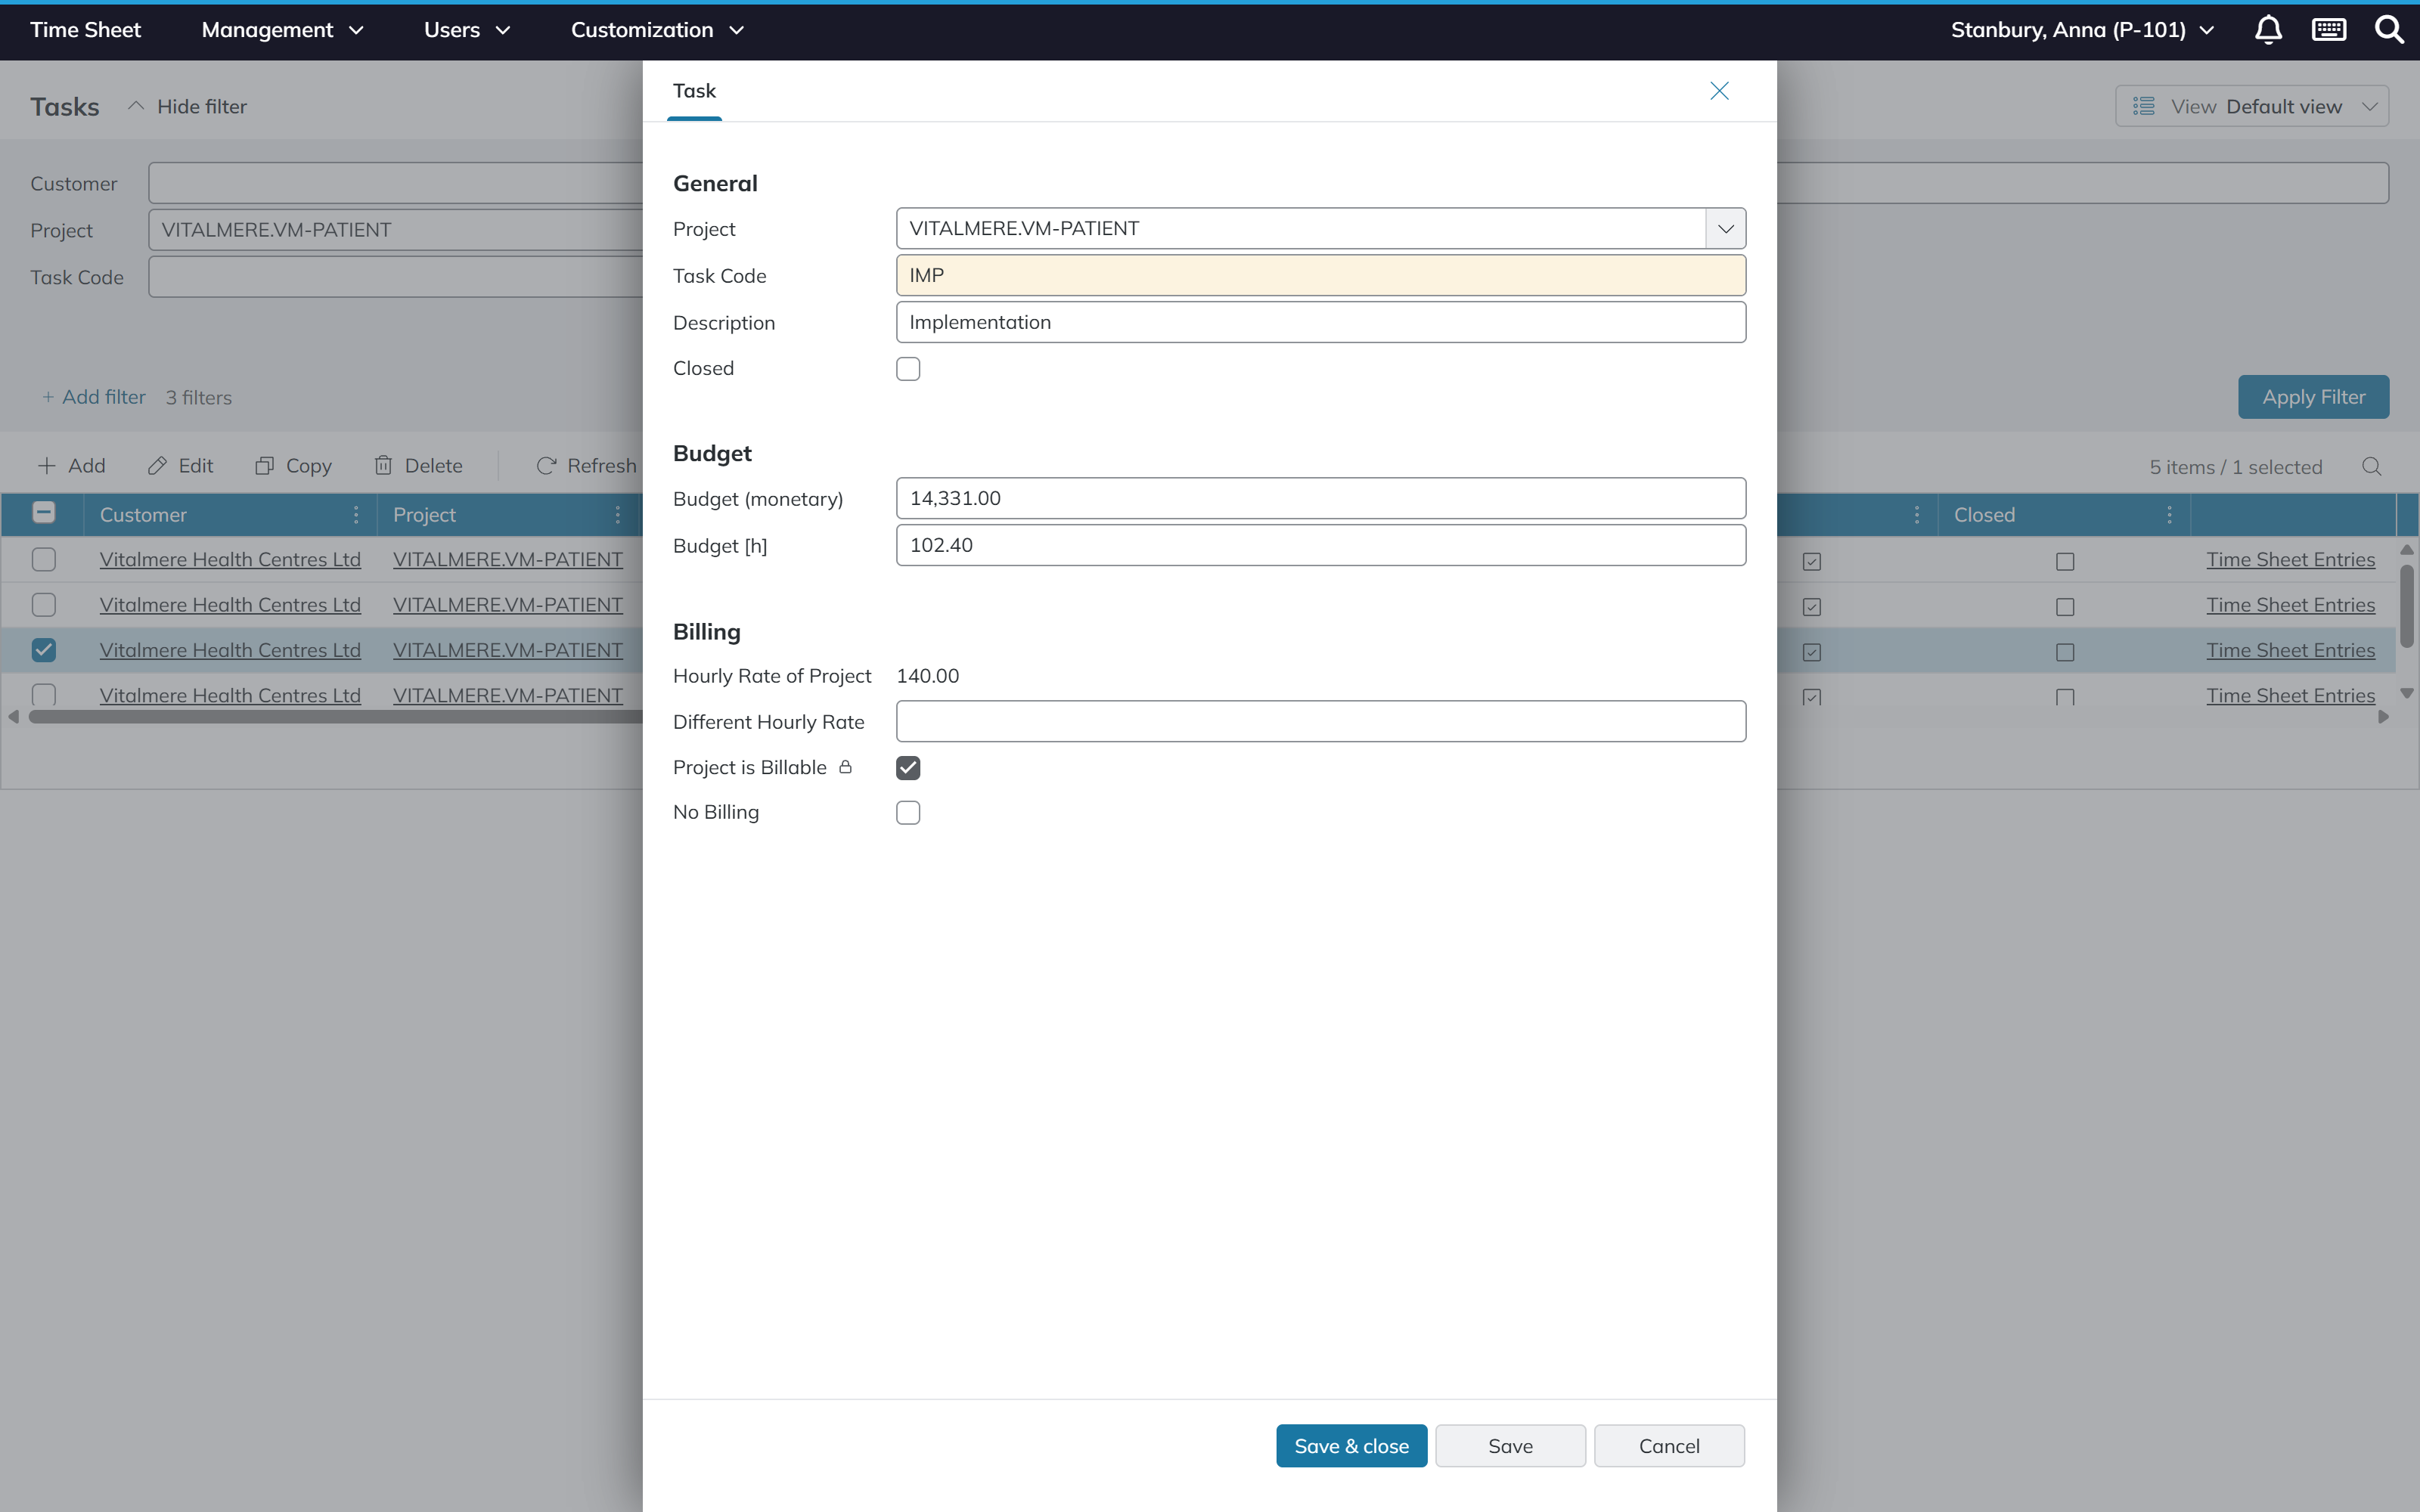 Time Sheet Management Users Customization Stanbury, Anna (P-101)
Tasks Hide filter View Default view
Customer
Project VITALMERE.VM-PATIENT
Task Code
+ Add filter 3 filters Apply Filter
Add Edit Copy Delete Refresh 5 items / 1 selected
Customer Project Closed
Vitalmere Health Centres Ltd VITALMERE.VM-PATIENT Time Sheet Entries
Vitalmere Health Centres Ltd VITALMERE.VM-PATIENT Time Sheet Entries
Vitalmere Health Centres Ltd VITALMERE.VM-PATIENT Time Sheet Entries
Vitalmere Health Centres Ltd VITALMERE.VM-PATIENT Time Sheet Entries
Task
General
Project VITALMERE.VM-PATIENT
Task Code IMP
Description Implementation
Closed
Budget
Budget (monetary) 14,331.00
Budget [h] 102.40
Billing
Hourly Rate of Project 140.00
Different Hourly Rate
Project is Billable
No Billing
Save & close Save Cancel